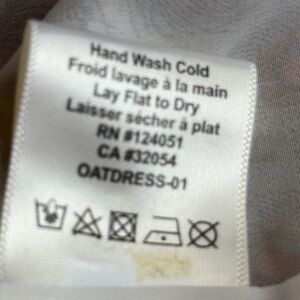 Hand Wash Cold
Froid lavage à la main
Lay Flat to Dry
Laisser sécher à plat
RN #124051
CA #32054
OATDRESS-01